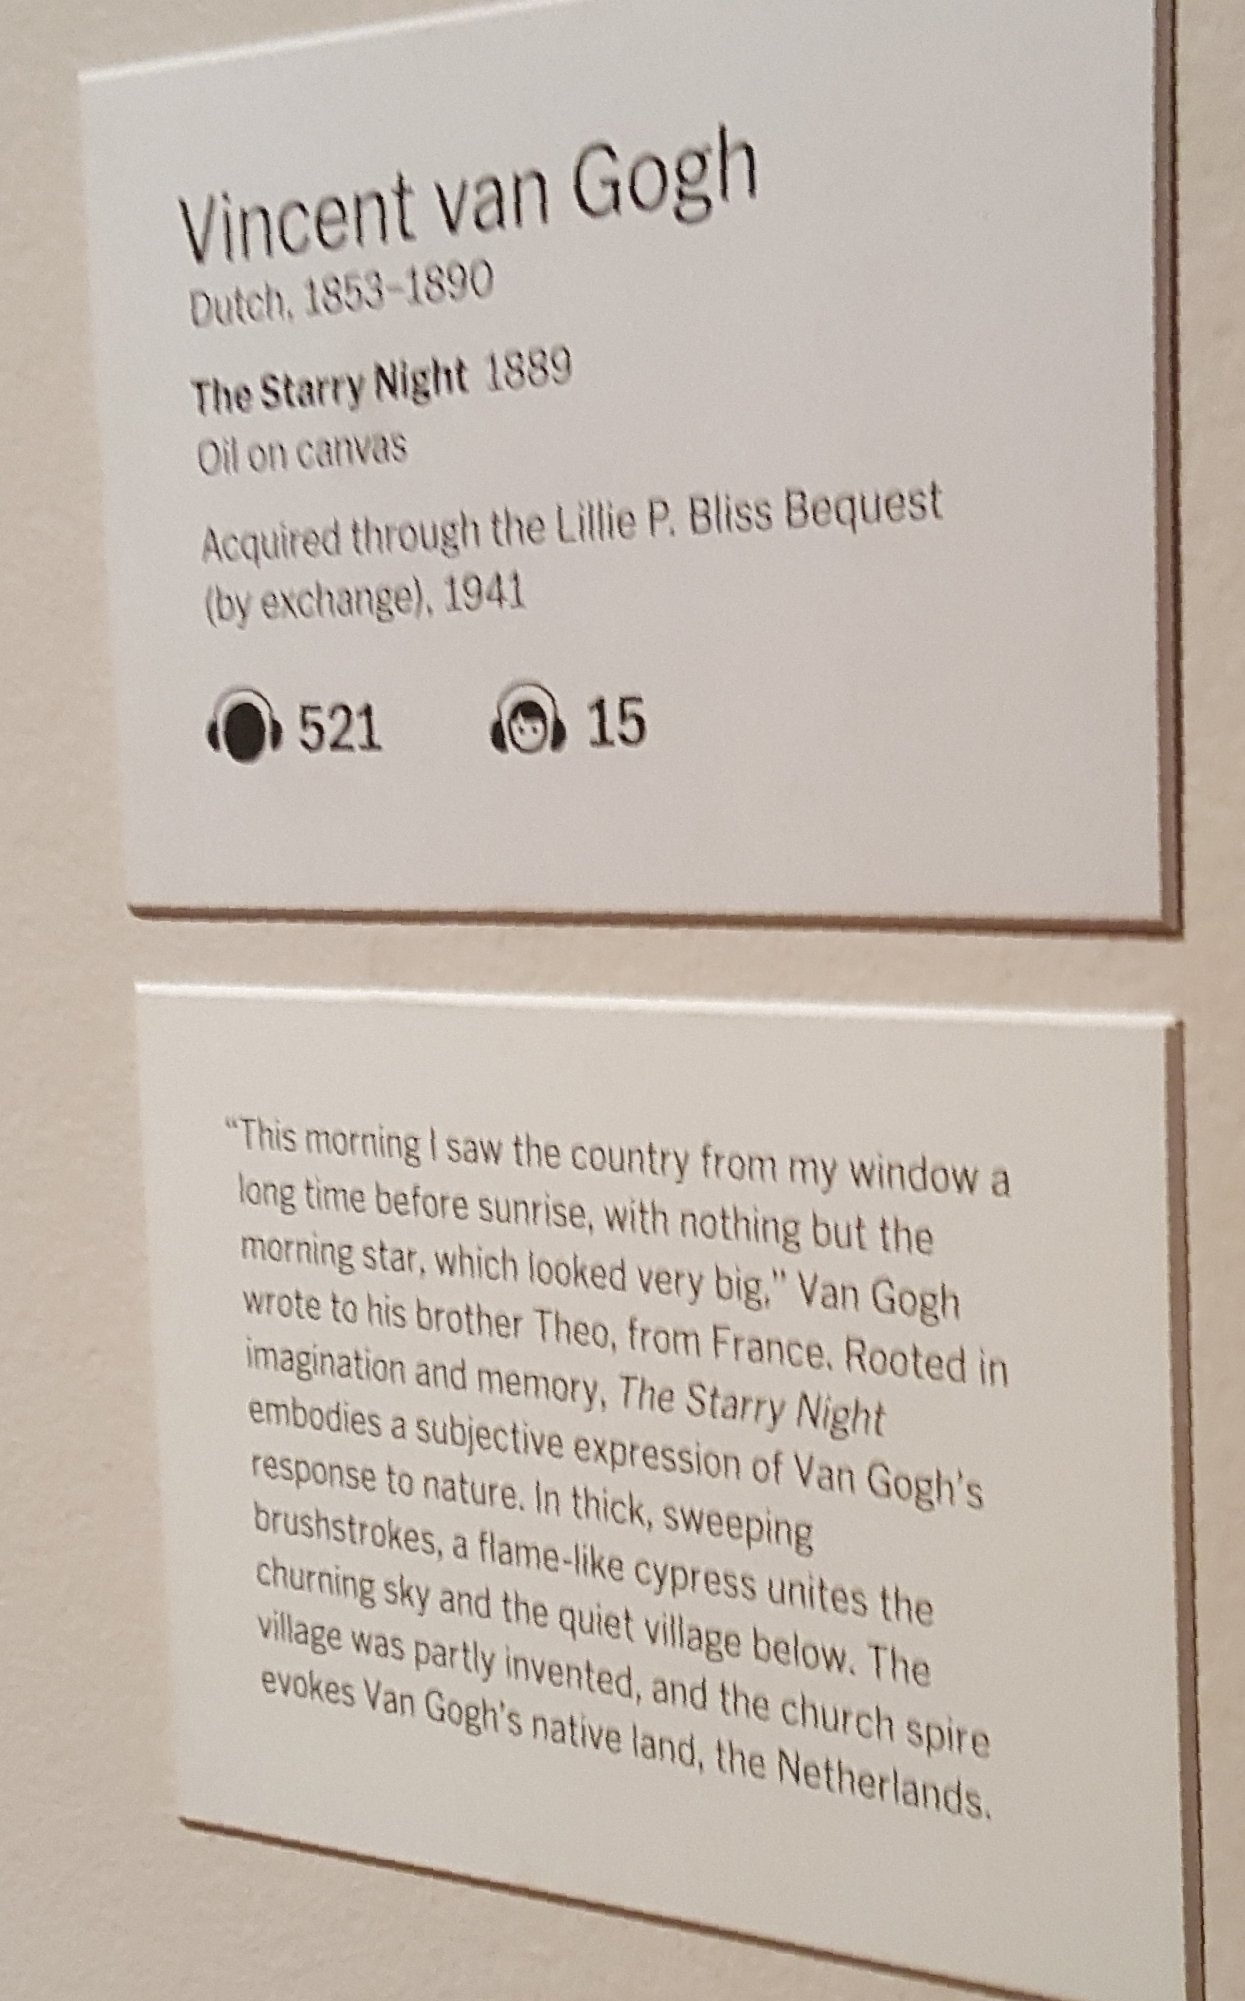 Vincent van Gogh
Dutch, 1853–1890
The Starry Night 1889
Oil on canvas
Acquired through the Lillie P. Bliss Bequest
(by exchange), 1941
521 15
“This morning I saw the country from my window a
long time before sunrise, with nothing but the
morning star, which looked very big,” Van Gogh
wrote to his brother Theo, from France. Rooted in
imagination and memory, The Starry Night
embodies a subjective expression of Van Gogh’s
response to nature. In thick, sweeping
brushstrokes, a flame-like cypress unites the
churning sky and the quiet village below. The
village was partly invented, and the church spire
evokes Van Gogh’s native land, the Netherlands.